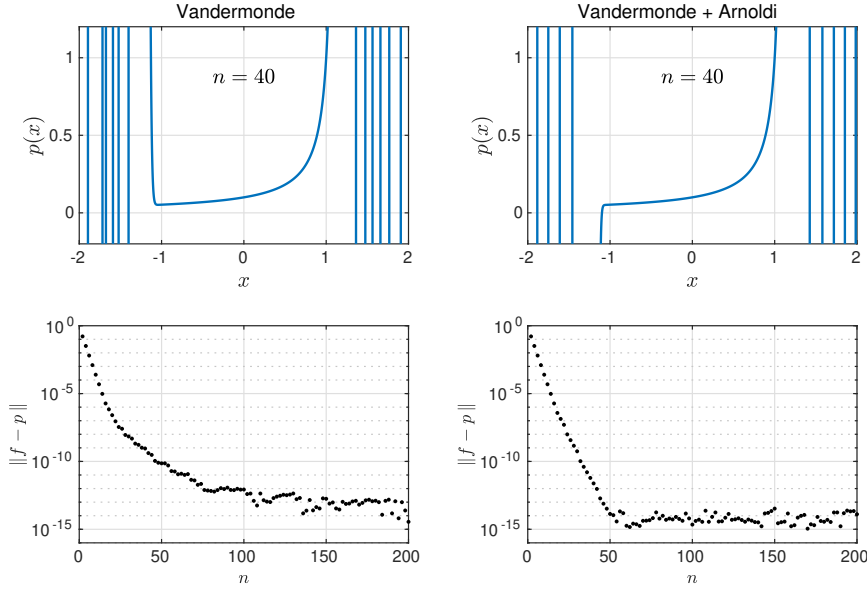 Vandermonde
1
0.5
0
p(x)
n = 40
-2
-1
0
1
2
x
Vandermonde + Arnoldi
1
0.5
0
p(x)
n = 40
-2
-1
0
1
2
x
10^0
10^-5
10^-10
10^-15
‖f − p‖
0
50
100
150
200
n
10^0
10^-5
10^-10
10^-15
‖f − p‖
0
50
100
150
200
n